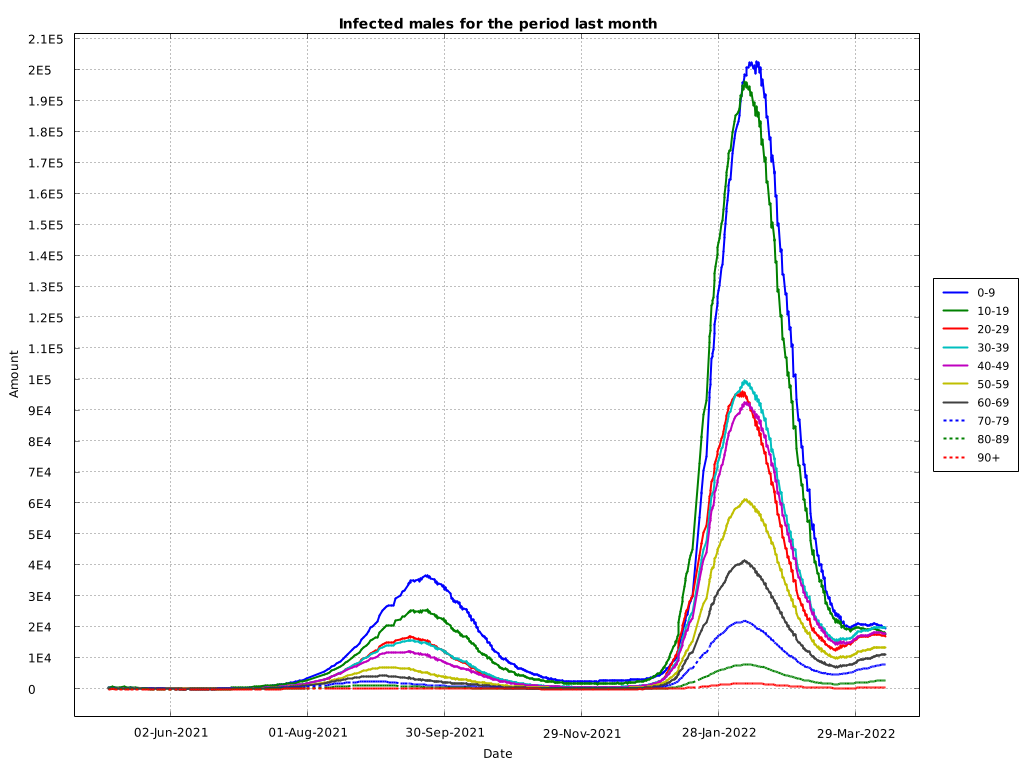 Infected males for the period last month
2.1E5
2E5
1.9E5
1.8E5
1.7E5
1.6E5
1.5E5
1.4E5
1.3E5
1.2E5
1.1E5
1E5
9E4
8E4
7E4
6E4
5E4
4E4
3E4
2E4
1E4
0
Amount
02-Jun-2021
01-Aug-2021
30-Sep-2021
29-Nov-2021
28-Jan-2022
29-Mar-2022
Date
0-9
10-19
20-29
30-39
40-49
50-59
60-69
70-79
80-89
90+